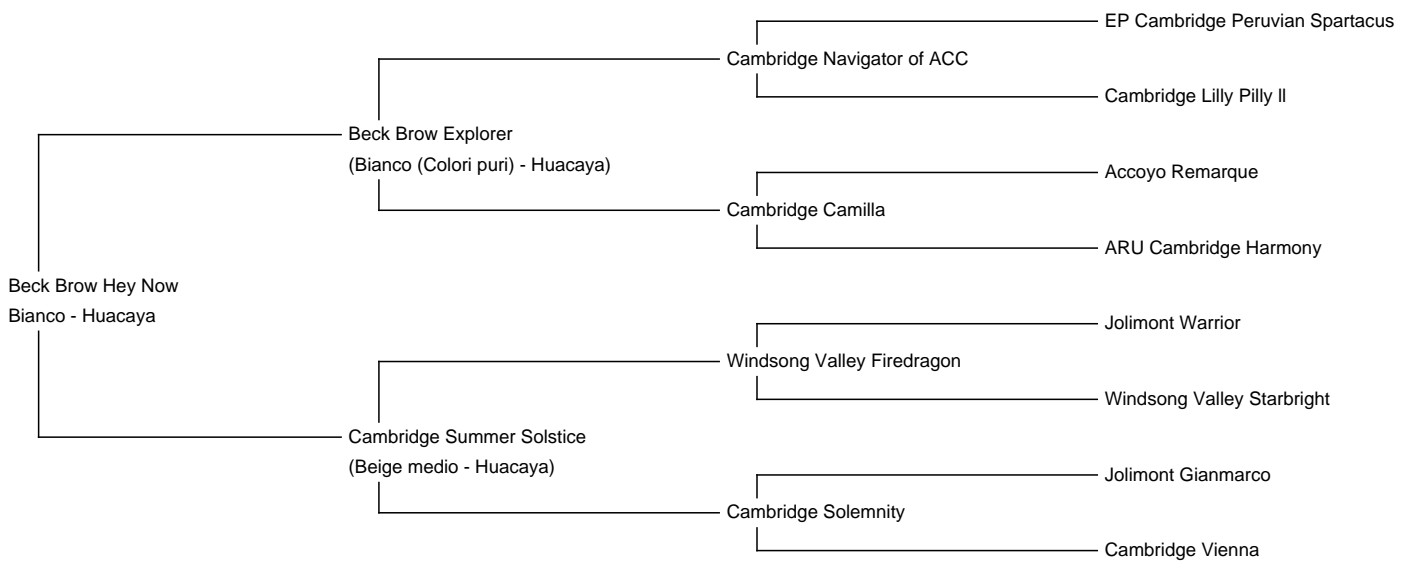 EP Cambridge Peruvian Spartacus
Cambridge Navigator of ACC
Cambridge Lilly Pilly ll
Beck Brow Explorer
(Bianco (Colori puri) - Huacaya)
Accoyo Remarque
Cambridge Camilla
ARU Cambridge Harmony
Beck Brow Hey Now
Bianco - Huacaya
Jolimont Warrior
Windsong Valley Firedragon
Windsong Valley Starbright
Cambridge Summer Solstice
(Beige medio - Huacaya)
Jolimont Gianmarco
Cambridge Solemnity
Cambridge Vienna